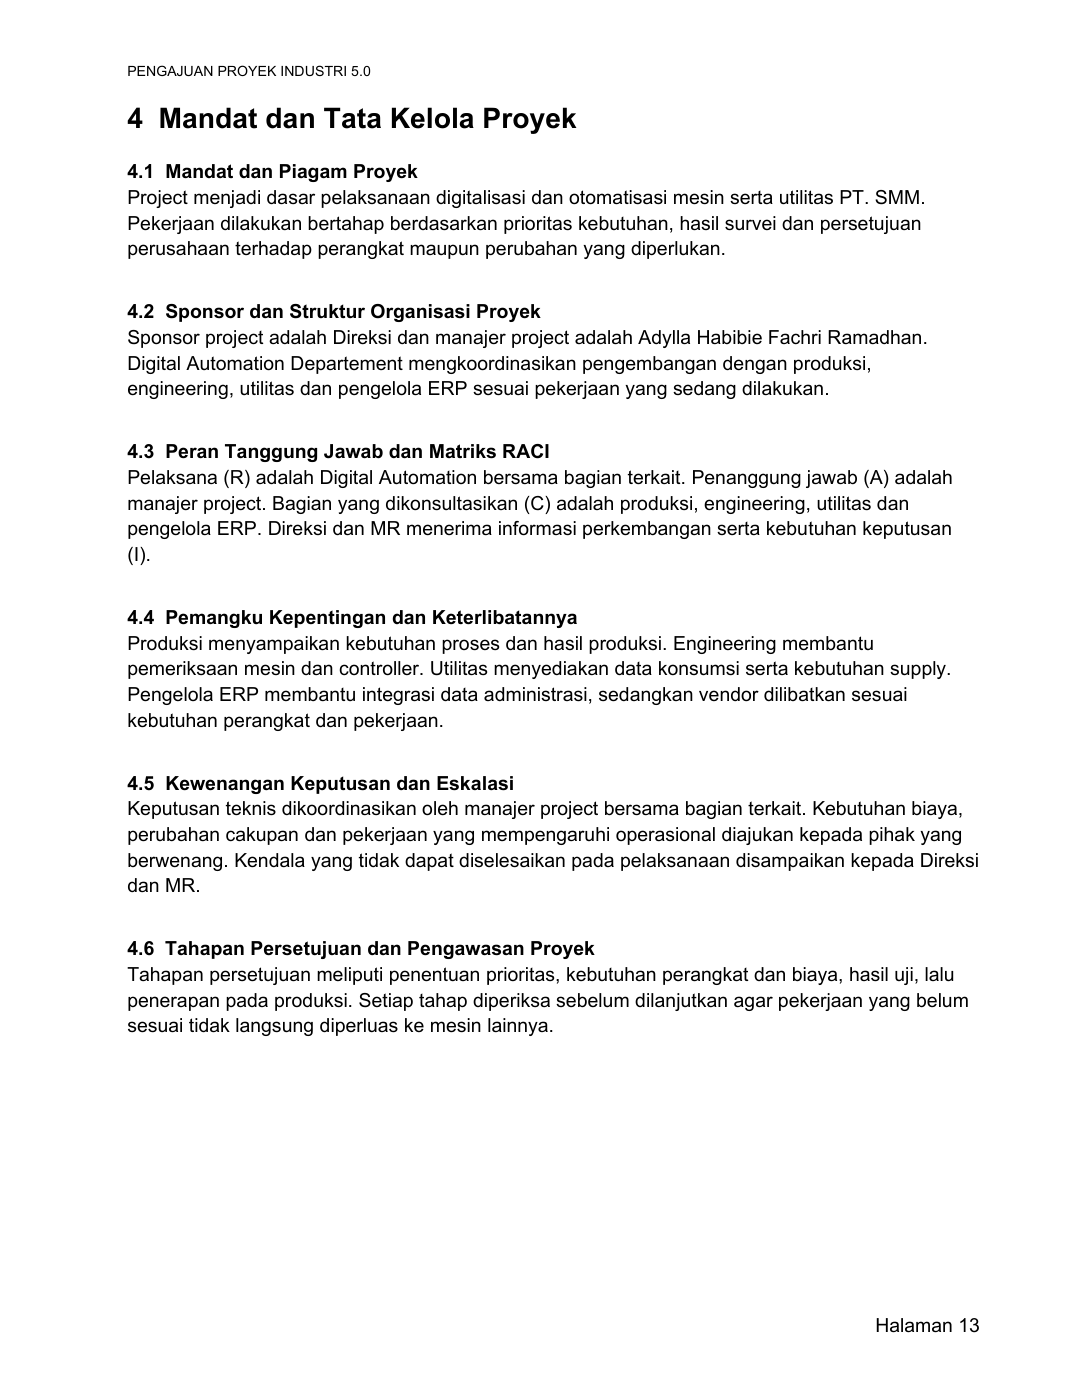 PENGAJUAN PROYEK INDUSTRI 5.0
4 Mandat dan Tata Kelola Proyek
4.1 Mandat dan Piagam Proyek
Project menjadi dasar pelaksanaan digitalisasi dan otomatisasi mesin serta utilitas PT. SMM.
Pekerjaan dilakukan bertahap berdasarkan prioritas kebutuhan, hasil survei dan persetujuan
perusahaan terhadap perangkat maupun perubahan yang diperlukan.
4.2 Sponsor dan Struktur Organisasi Proyek
Sponsor project adalah Direksi dan manajer project adalah Adylla Habibie Fachri Ramadhan.
Digital Automation Departement mengkoordinasikan pengembangan dengan produksi,
engineering, utilitas dan pengelola ERP sesuai pekerjaan yang sedang dilakukan.
4.3 Peran Tanggung Jawab dan Matriks RACI
Pelaksana (R) adalah Digital Automation bersama bagian terkait. Penanggung jawab (A) adalah
manajer project. Bagian yang dikonsultasikan (C) adalah produksi, engineering, utilitas dan
pengelola ERP. Direksi dan MR menerima informasi perkembangan serta kebutuhan keputusan
(I).
4.4 Pemangku Kepentingan dan Keterlibatannya
Produksi menyampaikan kebutuhan proses dan hasil produksi. Engineering membantu
pemeriksaan mesin dan controller. Utilitas menyediakan data konsumsi serta kebutuhan supply.
Pengelola ERP membantu integrasi data administrasi, sedangkan vendor dilibatkan sesuai
kebutuhan perangkat dan pekerjaan.
4.5 Kewenangan Keputusan dan Eskalasi
Keputusan teknis dikoordinasikan oleh manajer project bersama bagian terkait. Kebutuhan biaya,
perubahan cakupan dan pekerjaan yang mempengaruhi operasional diajukan kepada pihak yang
berwenang. Kendala yang tidak dapat diselesaikan pada pelaksanaan disampaikan kepada Direksi
dan MR.
4.6 Tahapan Persetujuan dan Pengawasan Proyek
Tahapan persetujuan meliputi penentuan prioritas, kebutuhan perangkat dan biaya, hasil uji, lalu
penerapan pada produksi. Setiap tahap diperiksa sebelum dilanjutkan agar pekerjaan yang belum
sesuai tidak langsung diperluas ke mesin lainnya.
Halaman 13